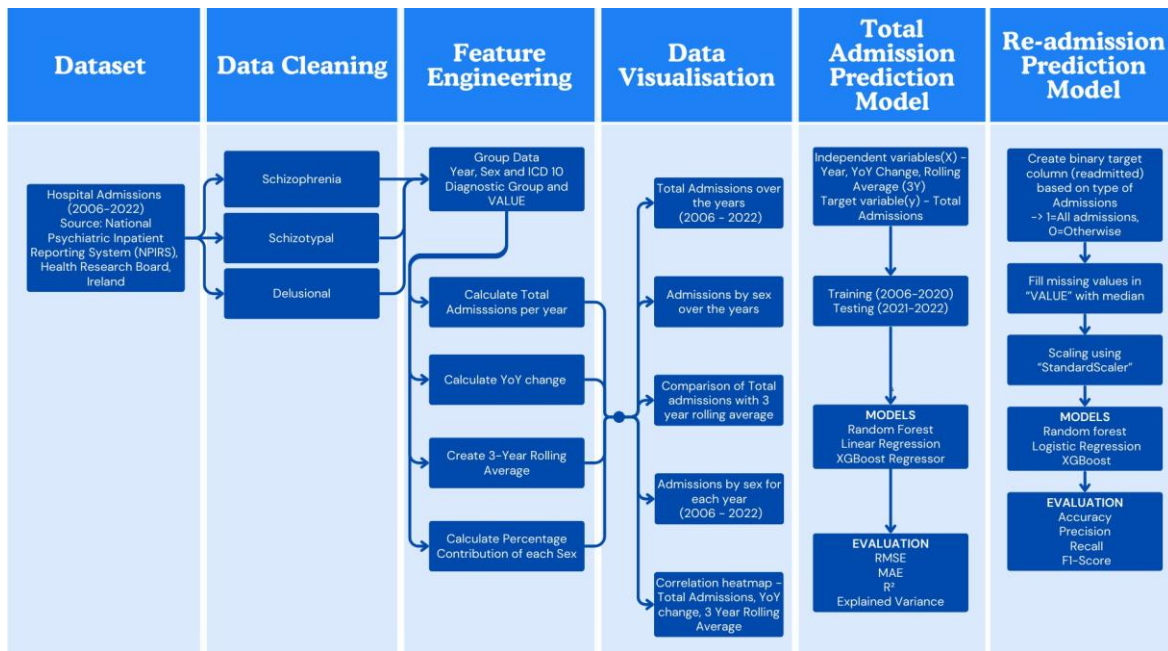 Dataset
Data Cleaning
Feature
Engineering
Data
Visualisation
Total
Admission
Prediction
Model
Re-admission
Prediction
Model
Hospital Admissions
(2006-2022)
Source: National
Psychiatric Inpatient
Reporting System (NPIRS),
Health Research Board,
Ireland
Schizophrenia
Schizotypal
Delusional
Group Data
Year, Sex and ICD 10
Diagnostic Group and
VALUE
Calculate Total
Admisssions per year
Calculate YoY change
Create 3-Year Rolling
Average
Calculate Percentage
Contribution of each Sex
Total Admissions over
the years
(2006 - 2022)
Admissions by sex
over the years
Comparison of Total
admissions with 3
year rolling average
Admissions by sex for
each year
(2006 - 2022)
Correlation heatmap -
Total Admissions, YoY
change, 3 Year Rolling
Average
Independent variables(X) -
Year, YoY Change, Rolling
Average (3Y)
Target variable(y) - Total
Admissions
Training (2006-2020)
Testing (2021-2022)
MODELS
Random Forest
Linear Regression
XGBoost Regressor
EVALUATION
RMSE
MAE
R²
Explained Variance
Create binary target
column (readmitted)
based on type of
Admissions
-> 1=All admissions,
0=Otherwise
Fill missing values in
"VALUE" with median
Scaling using
"StandardScaler"
MODELS
Random forest
Logistic Regression
XGBoost
EVALUATION
Accuracy
Precision
Recall
F1-Score